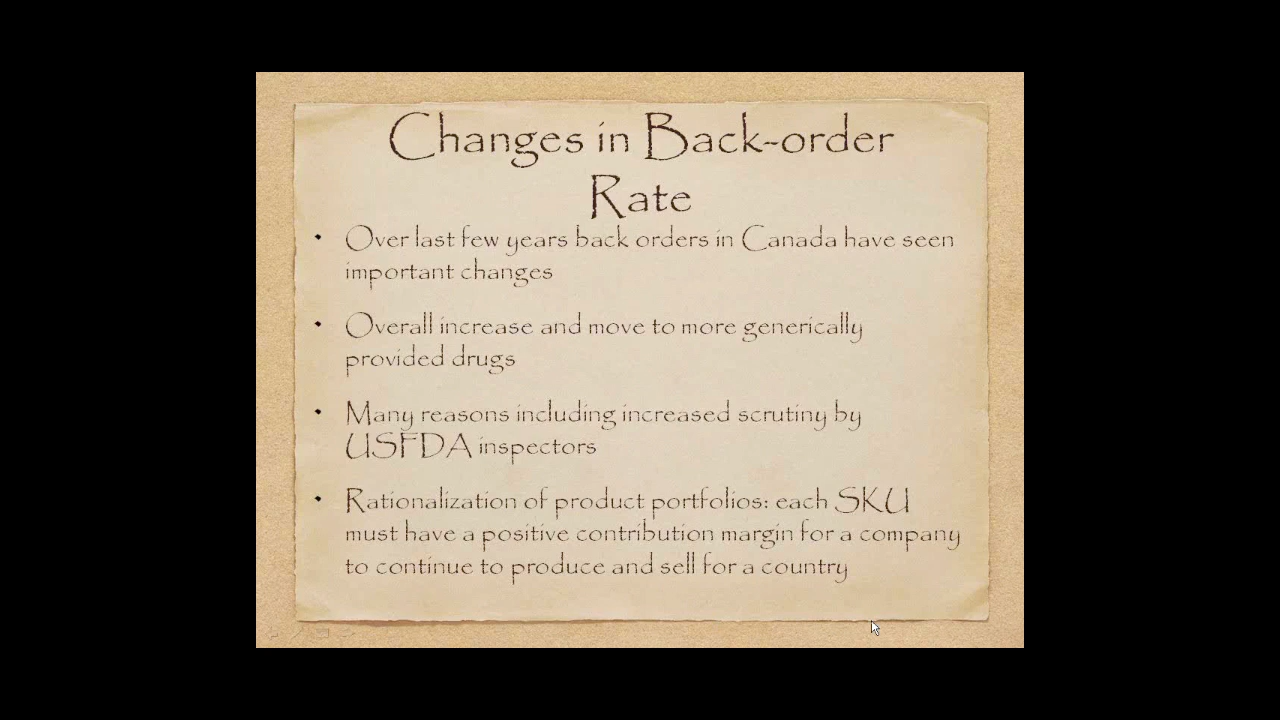 Changes in Back-order
Rate
• Over last few years back orders in Canada have seen
important changes
• Overall increase and move to more generically
provided drugs
• Many reasons including increased scrutiny by
USFDA inspectors
• Rationalization of product portfolios: each SKU
must have a positive contribution margin for a company
to continue to produce and sell for a country